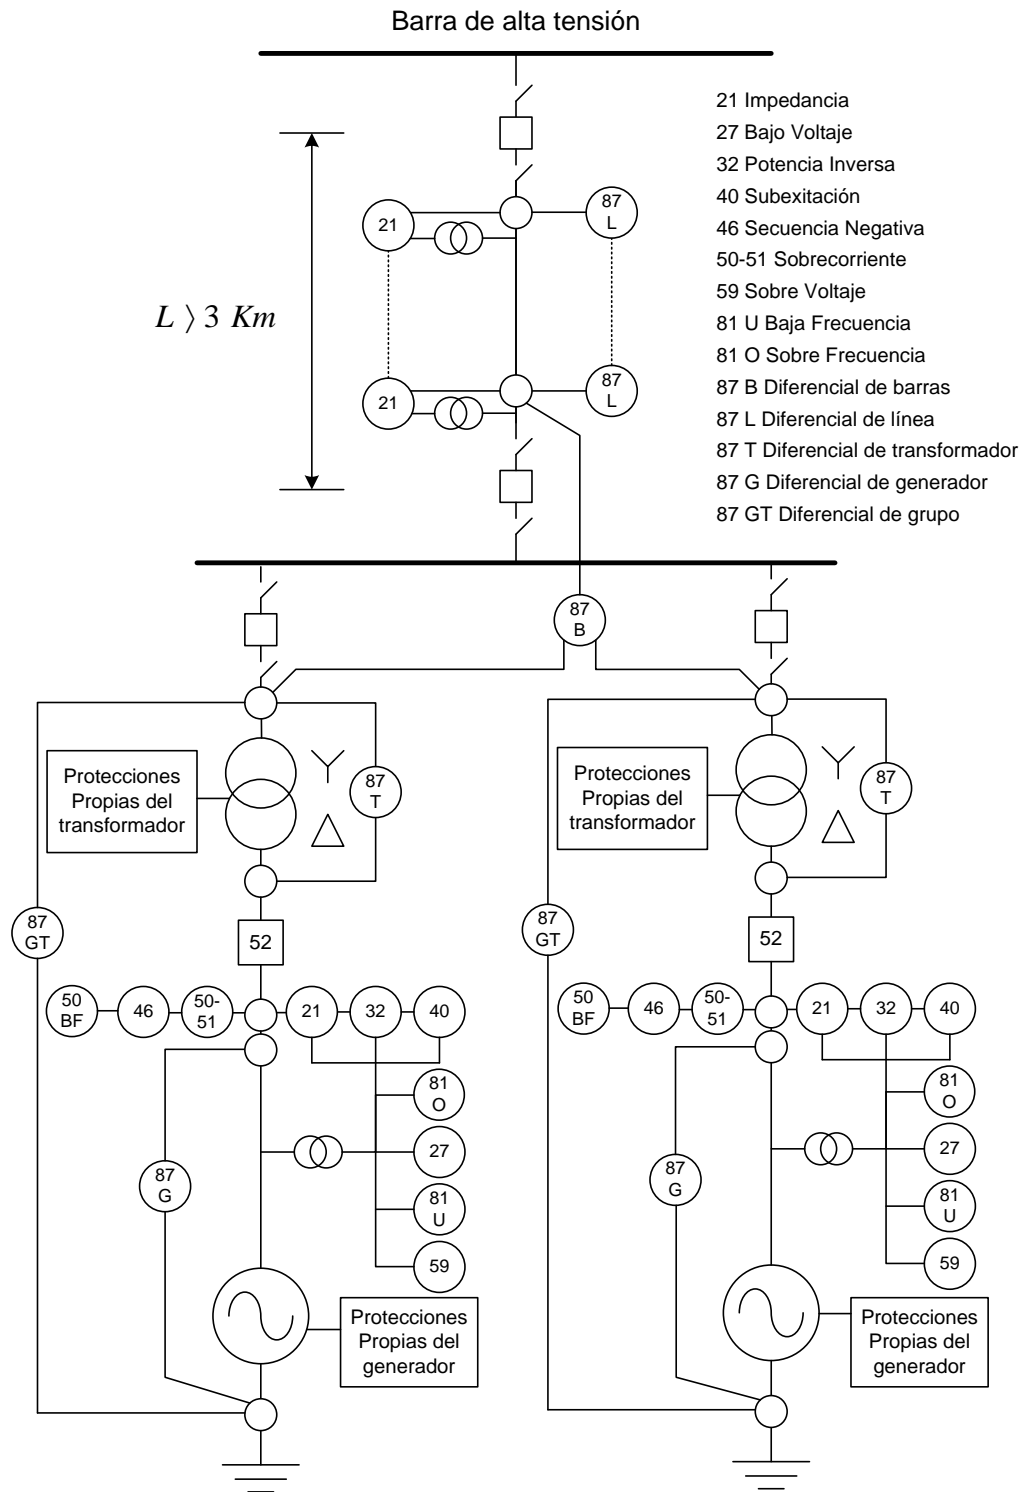 Barra de alta tensión
21 Impedancia
27 Bajo Voltaje
32 Potencia Inversa
40 Subexitación
46 Secuencia Negativa
50-51 Sobrecorriente
59 Sobre Voltaje
81 U Baja Frecuencia
81 O Sobre Frecuencia
87 B Diferencial de barras
87 L Diferencial de línea
87 T Diferencial de transformador
87 G Diferencial de generador
87 GT Diferencial de grupo
21
87
L
L 〉 3 Km
21
87
L
87
B
Protecciones
Propias del
transformador
87
T
87
GT
52
50
BF
46
50-
51
21
32
40
81
O
27
87
G
81
U
59
Protecciones
Propias del
generador
Protecciones
Propias del
transformador
87
T
87
GT
52
50
BF
46
50-
51
21
32
40
81
O
27
87
G
81
U
59
Protecciones
Propias del
generador